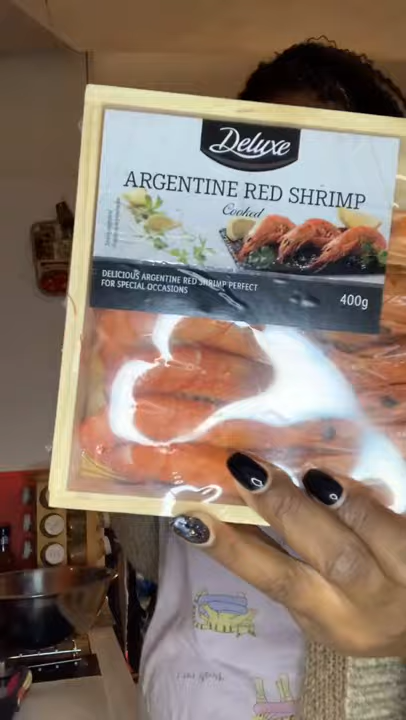 Deluxe
ARGENTINE RED SHRIMP
Cooked
DELICIOUS ARGENTINE RED SHRIMP PERFECT
FOR SPECIAL OCCASIONS
400g